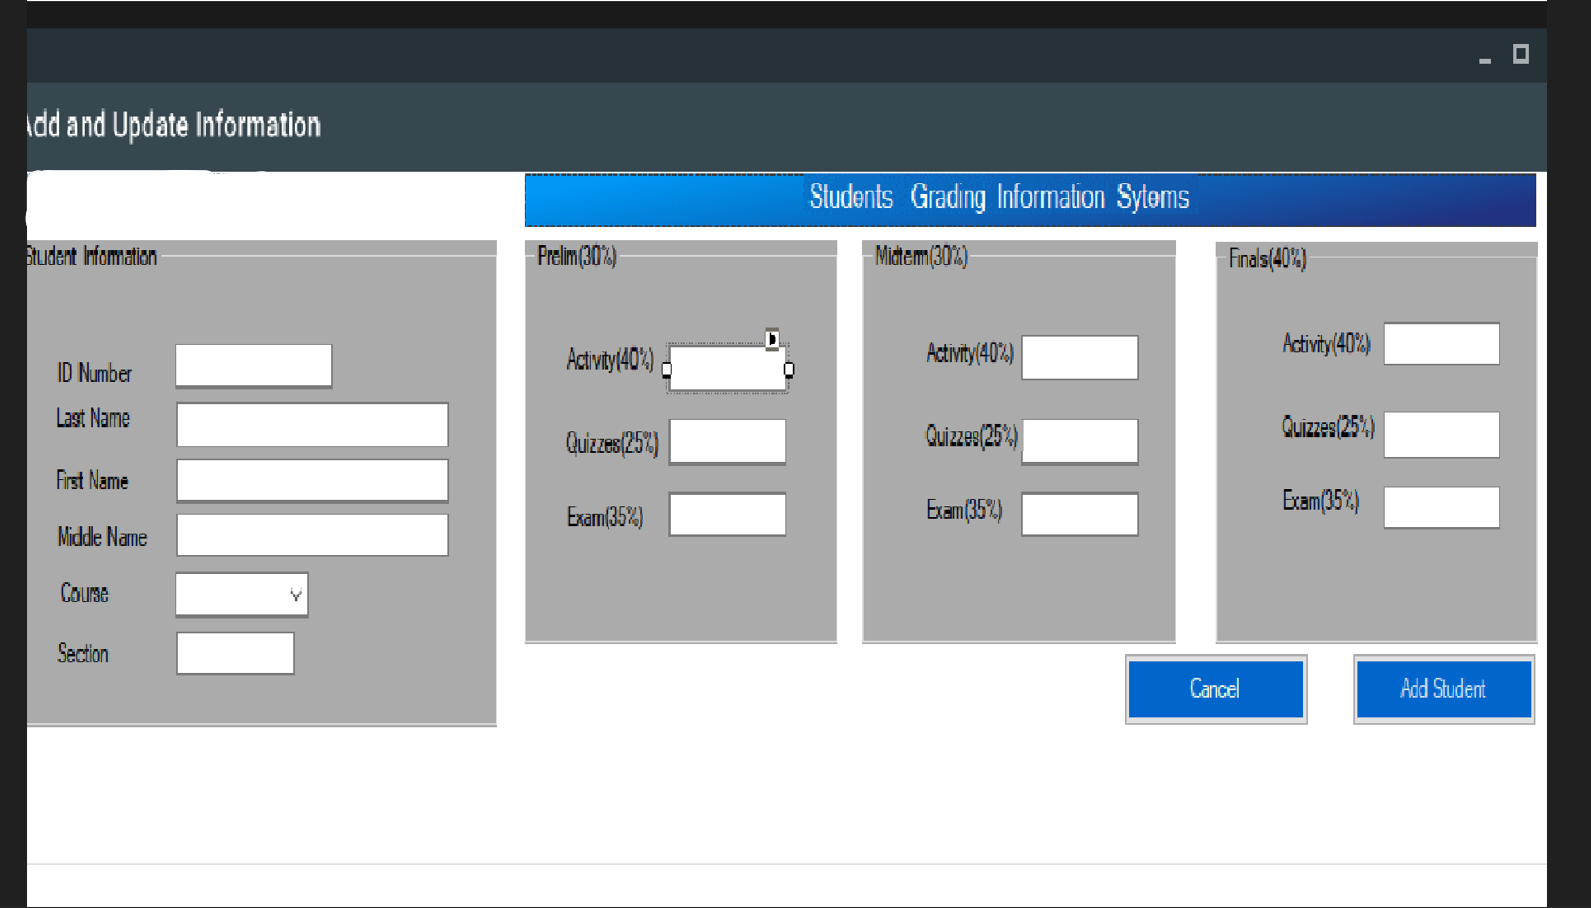 Add and Update Information
Students Grading Information Sytems
Student Information
ID Number
Last Name
First Name
Middle Name
Course
Section
Prelim(30%)
Activity(40%)
Quizzes(25%)
Exam(35%)
Midterm(30%)
Activity(40%)
Quizzes(25%)
Exam(35%)
Finals(40%)
Activity(40%)
Quizzes(25%)
Exam(35%)
Cancel
Add Student